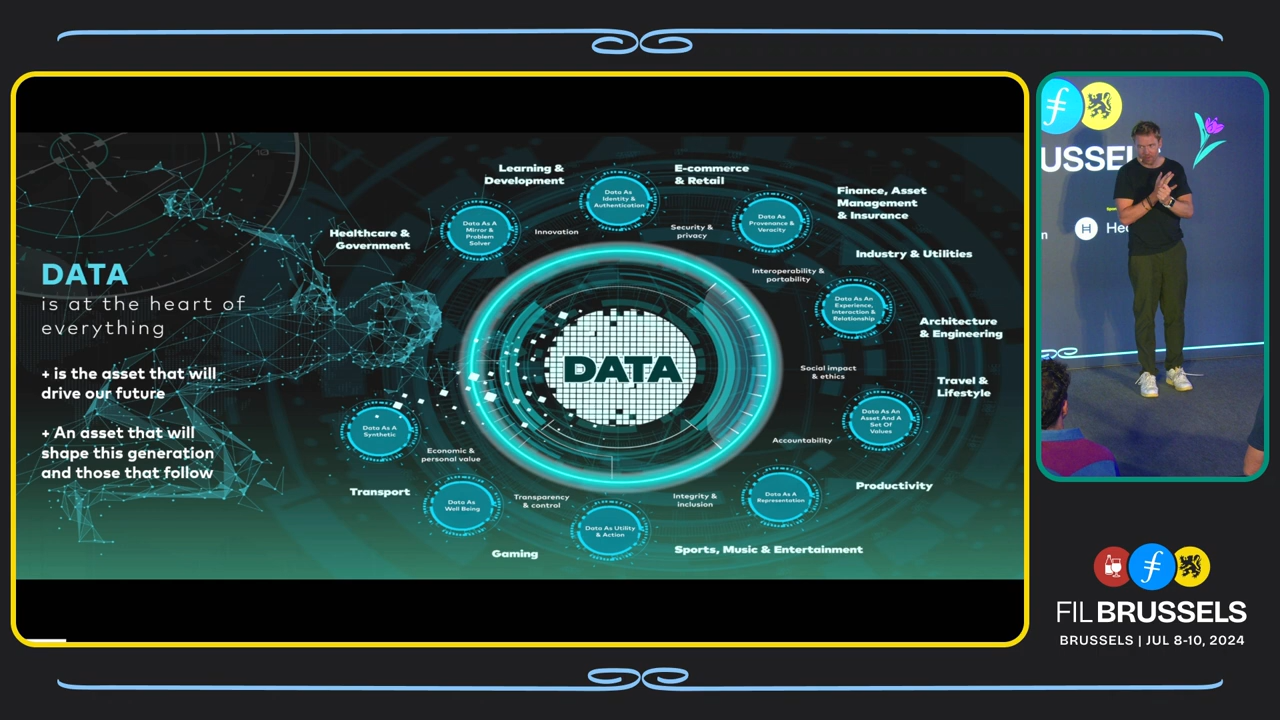 DATA
is at the heart of
everything
+ is the asset that will
drive our future
+ An asset that will
shape this generation
and those that follow
Learning &
Development
E-commerce
& Retail
Finance, Asset
Management
& Insurance
Healthcare &
Government
Industry & Utilities
Architecture
& Engineering
Travel &
Lifestyle
Productivity
Sports, Music & Entertainment
Gaming
Transport
Data As A
Mirror &
Problem
Solver
Data As
Identity &
Authentication
Data As
Provenance &
Veracity
Data As An
Experience,
Interaction &
Relationship
Data As An
Asset And A
Set Of
Values
Data As A
Representation
Data As Utility
& Action
Data As
Well Being
Data As A
Synthetic
Innovation
Security &
privacy
Interoperability &
portability
Social impact
& ethics
Accountability
Integrity &
inclusion
Transparency
& control
Economic &
personal value
DATA
USSEL
H
He
FIL BRUSSELS
BRUSSELS | JUL 8-10, 2024